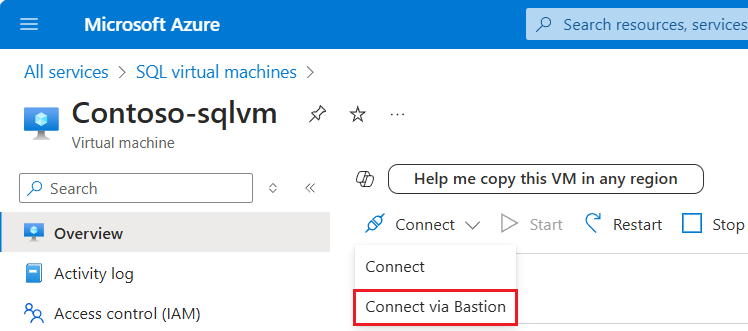 Microsoft Azure
Search resources, services
All services > SQL virtual machines >
Contoso-sqlvm
Virtual machine
Search
Help me copy this VM in any region
Overview
Connect
Start
Restart
Stop
Activity log
Connect
Access control (IAM)
Connect via Bastion